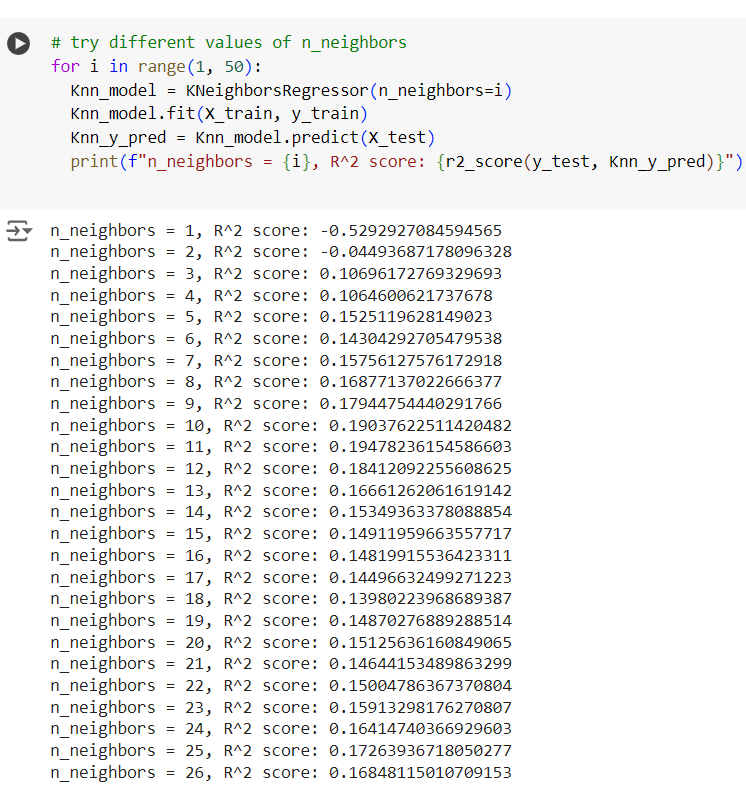 # try different values of n_neighbors
for i in range(1, 50):
  Knn_model = KNeighborsRegressor(n_neighbors=i)
  Knn_model.fit(X_train, y_train)
  Knn_y_pred = Knn_model.predict(X_test)
  print(f"n_neighbors = {i}, R^2 score: {r2_score(y_test, Knn_y_pred)}")
n_neighbors = 1, R^2 score: -0.5292927084594565
n_neighbors = 2, R^2 score: -0.04493687178096328
n_neighbors = 3, R^2 score: 0.10696172769329693
n_neighbors = 4, R^2 score: 0.1064600621737678
n_neighbors = 5, R^2 score: 0.1525119628149023
n_neighbors = 6, R^2 score: 0.14304292705479538
n_neighbors = 7, R^2 score: 0.15756127576172918
n_neighbors = 8, R^2 score: 0.16877137022666377
n_neighbors = 9, R^2 score: 0.17944754440291766
n_neighbors = 10, R^2 score: 0.19037622511420482
n_neighbors = 11, R^2 score: 0.19478236154586603
n_neighbors = 12, R^2 score: 0.18412092255608625
n_neighbors = 13, R^2 score: 0.16661262061619142
n_neighbors = 14, R^2 score: 0.15349363378088854
n_neighbors = 15, R^2 score: 0.14911959663557717
n_neighbors = 16, R^2 score: 0.14819915536423311
n_neighbors = 17, R^2 score: 0.14496632499271223
n_neighbors = 18, R^2 score: 0.13980223968689387
n_neighbors = 19, R^2 score: 0.14870276889288514
n_neighbors = 20, R^2 score: 0.15125636160849065
n_neighbors = 21, R^2 score: 0.14644153489863299
n_neighbors = 22, R^2 score: 0.15004786367370804
n_neighbors = 23, R^2 score: 0.15913298176270807
n_neighbors = 24, R^2 score: 0.16414740366929603
n_neighbors = 25, R^2 score: 0.17263936718050277
n_neighbors = 26, R^2 score: 0.16848115010709153